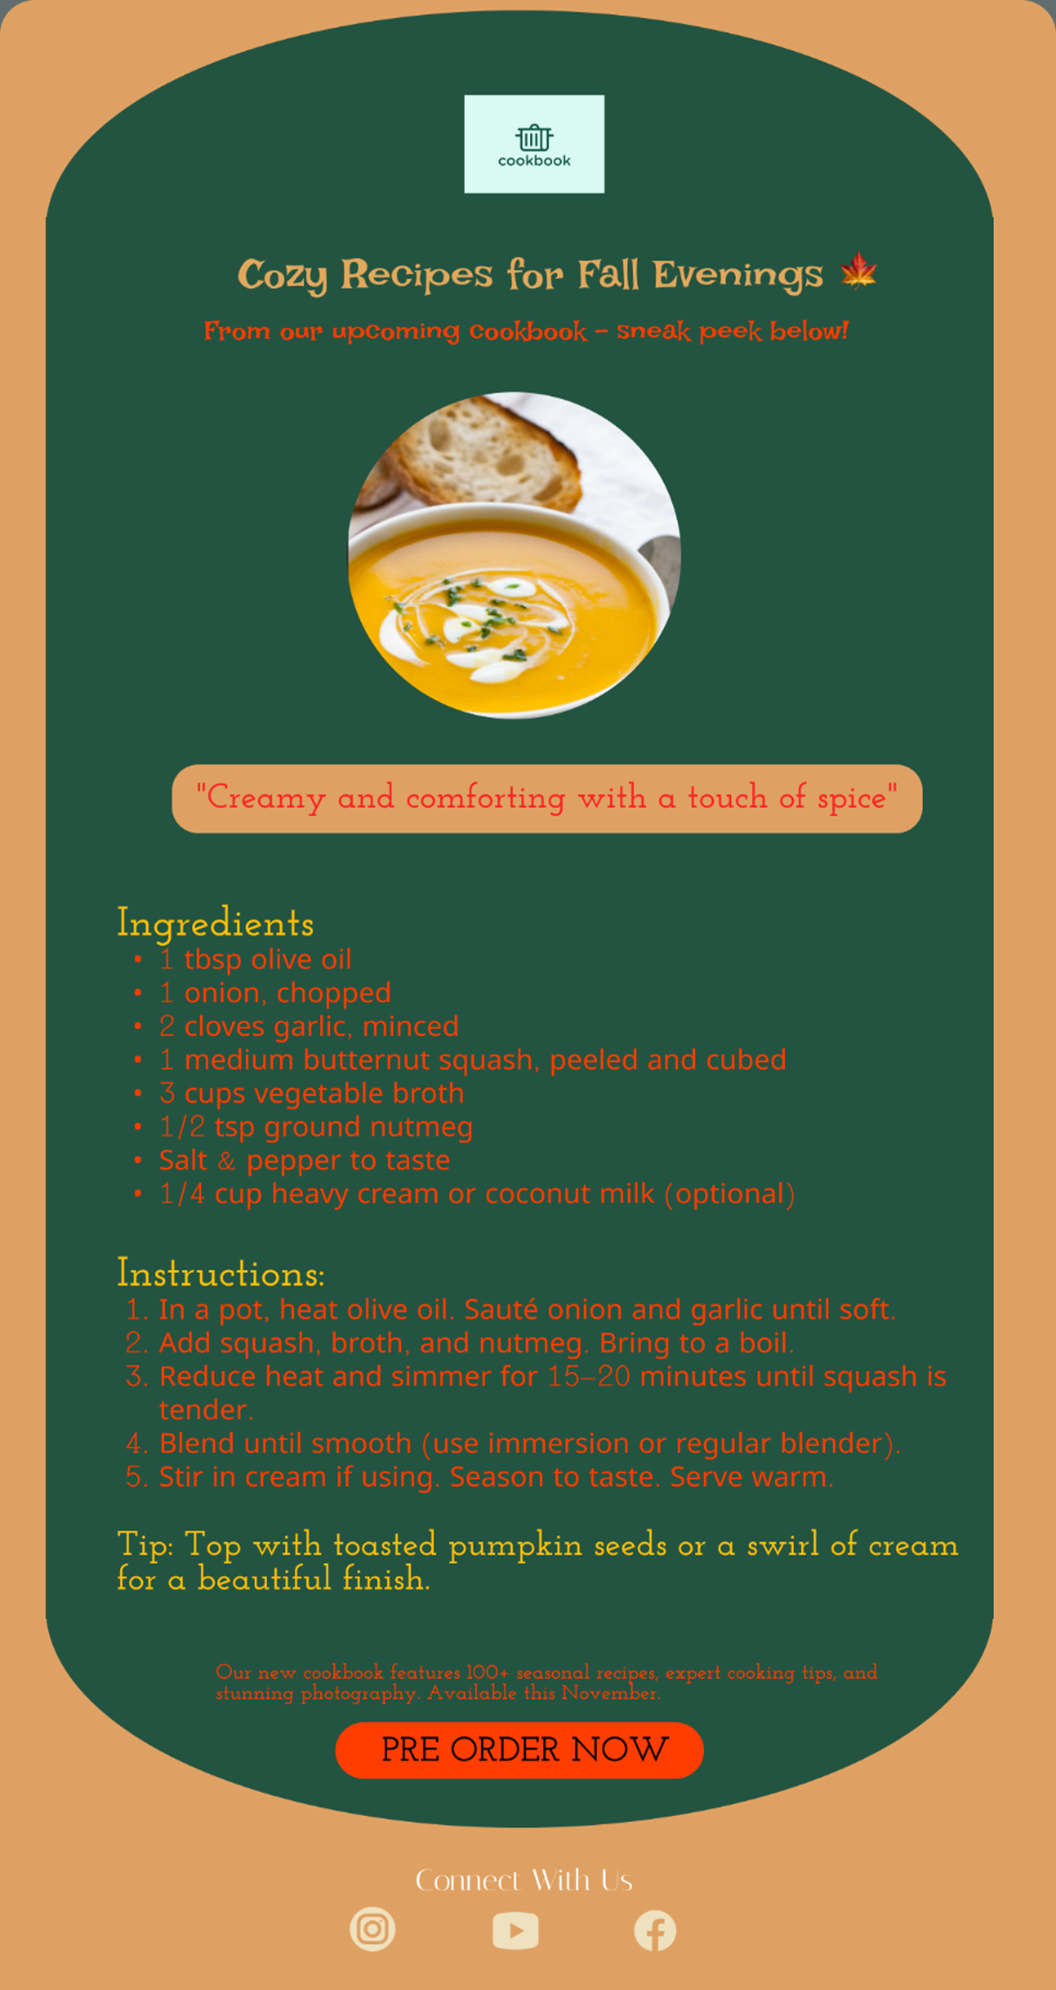 cookbook
Cozy Recipes for Fall Evenings 🍁
From our upcoming cookbook – sneak peek below!
"Creamy and comforting with a touch of spice"
Ingredients
• 1 tbsp olive oil
• 1 onion, chopped
• 2 cloves garlic, minced
• 1 medium butternut squash, peeled and cubed
• 3 cups vegetable broth
• 1/2 tsp ground nutmeg
• Salt & pepper to taste
• 1/4 cup heavy cream or coconut milk (optional)
Instructions:
1. In a pot, heat olive oil. Sauté onion and garlic until soft.
2. Add squash, broth, and nutmeg. Bring to a boil.
3. Reduce heat and simmer for 15–20 minutes until squash is
tender.
4. Blend until smooth (use immersion or regular blender).
5. Stir in cream if using. Season to taste. Serve warm.
Tip: Top with toasted pumpkin seeds or a swirl of cream
for a beautiful finish.
Our new cookbook features 100+ seasonal recipes, expert cooking tips, and
stunning photography. Available this November.
PRE ORDER NOW
Connect With Us